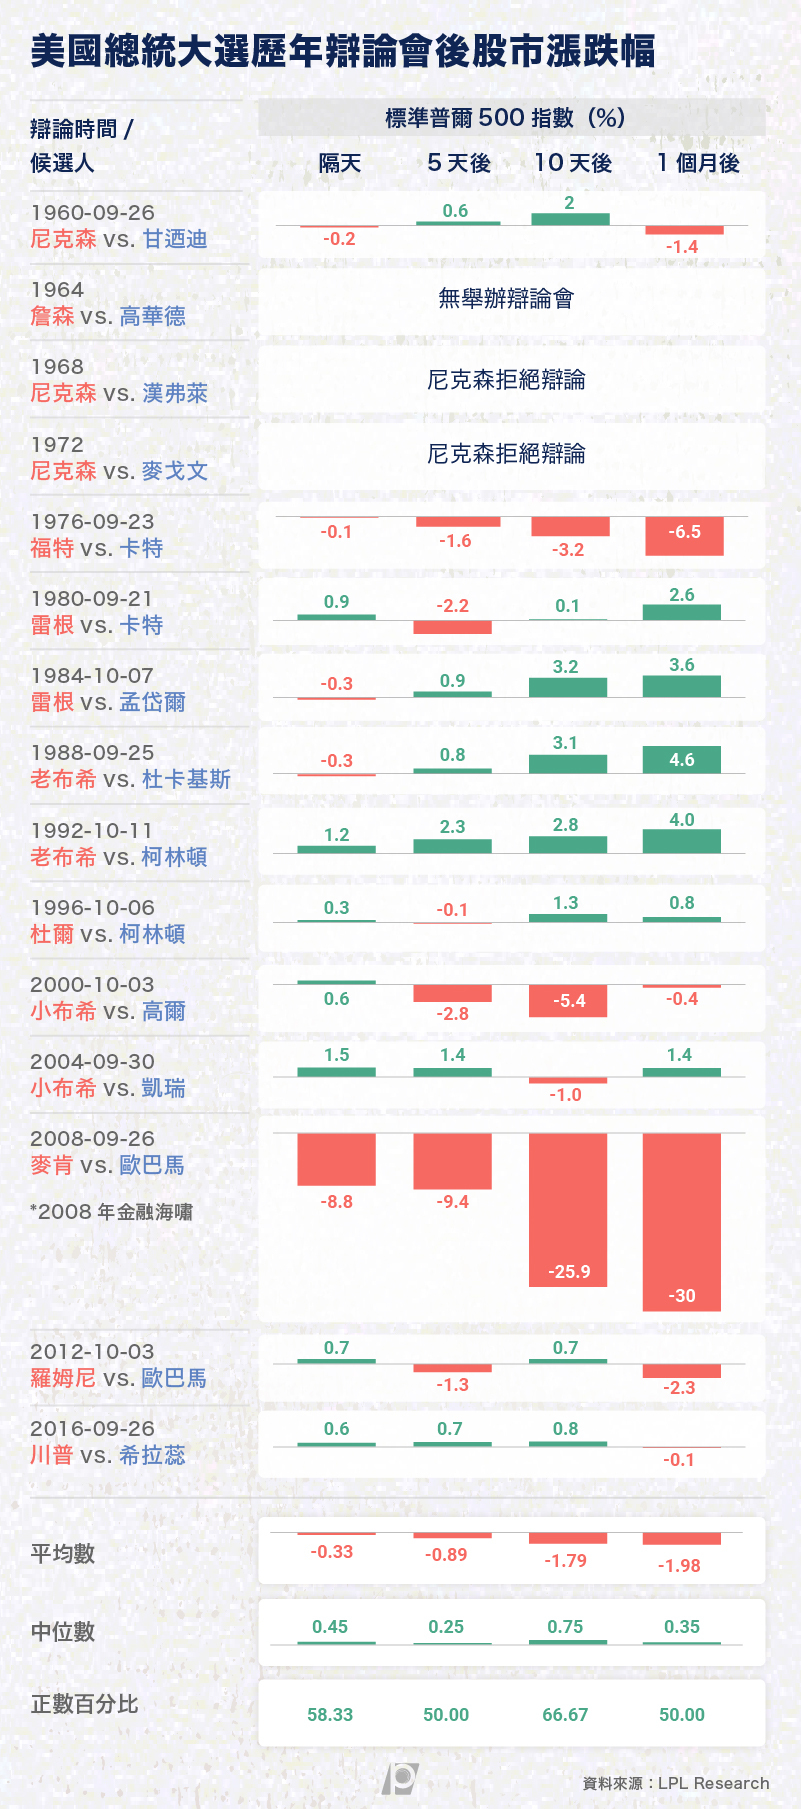 美國總統大選歷年辯論會後股市漲跌幅
辯論時間 /
候選人
標準普爾 500 指數（%）
隔天 5 天後 10 天後 1 個月後
1960-09-26
尼克森 vs. 甘迺迪
-0.2 0.6 2 -1.4
1964
詹森 vs. 高華德
無舉辦辯論會
1968
尼克森 vs. 漢弗萊
尼克森拒絕辯論
1972
尼克森 vs. 麥戈文
尼克森拒絕辯論
1976-09-23
福特 vs. 卡特
-0.1 -1.6 -3.2 -6.5
1980-09-21
雷根 vs. 卡特
0.9 -2.2 0.1 2.6
1984-10-07
雷根 vs. 孟岱爾
-0.3 0.9 3.2 3.6
1988-09-25
老布希 vs. 杜卡基斯
-0.3 0.8 3.1 4.6
1992-10-11
老布希 vs. 柯林頓
1.2 2.3 2.8 4.0
1996-10-06
杜爾 vs. 柯林頓
0.3 -0.1 1.3 0.8
2000-10-03
小布希 vs. 高爾
0.6 -2.8 -5.4 -0.4
2004-09-30
小布希 vs. 凱瑞
1.5 1.4 -1.0 1.4
2008-09-26
麥肯 vs. 歐巴馬
*2008 年金融海嘯
-8.8 -9.4 -25.9 -30
2012-10-03
羅姆尼 vs. 歐巴馬
0.7 -1.3 0.7 -2.3
2016-09-26
川普 vs. 希拉蕊
0.6 0.7 0.8 -0.1
平均數
-0.33 -0.89 -1.79 -1.98
中位數
0.45 0.25 0.75 0.35
正數百分比
58.33 50.00 66.67 50.00
資料來源：LPL Research